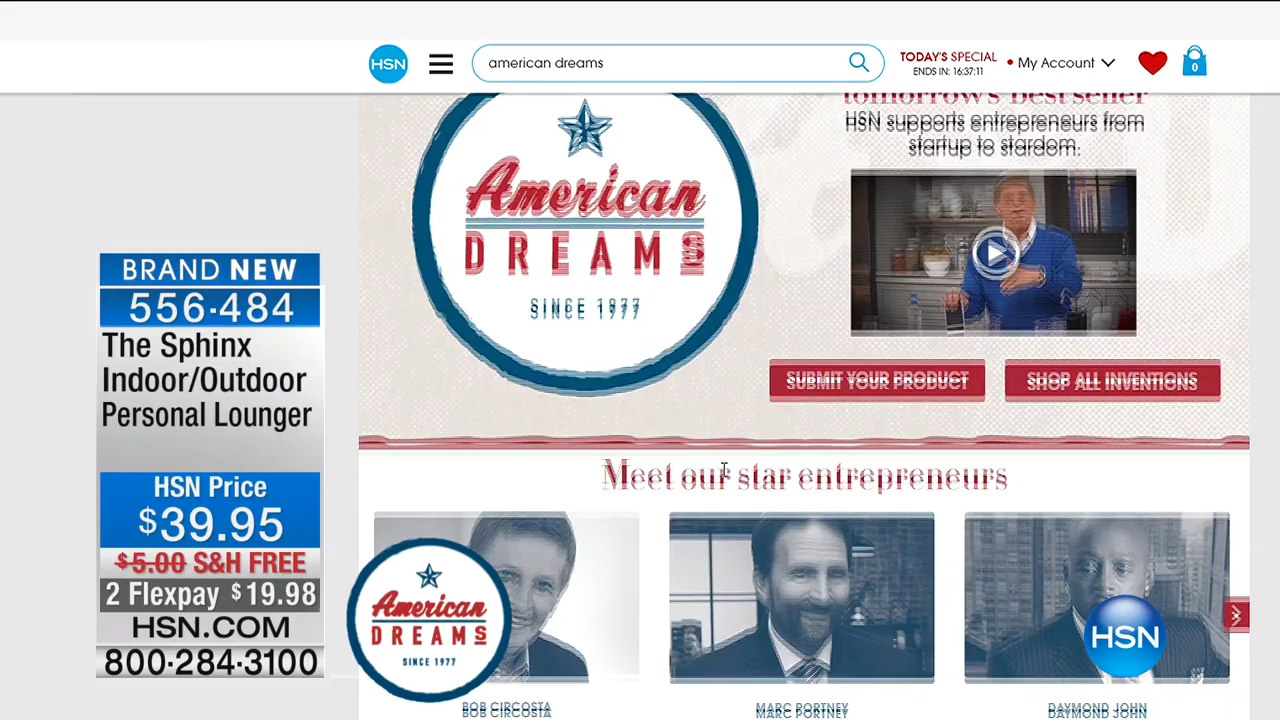 HSN
american dreams
TODAY'S SPECIAL
ENDS IN: 16:37:11
My Account
0
tomorrow's best seller
HSN supports entrepreneurs from
startup to stardom.
American
DREAMS
SINCE 1977
SUBMIT YOUR PRODUCT
SHOP ALL INVENTIONS
Meet our star entrepreneurs
BOB CIRCOSTA
MARC PORTNEY
DAYMOND JOHN
BRAND NEW
556-484
The Sphinx
Indoor/Outdoor
Personal Lounger
HSN Price
$39.95
$5.00 S&H FREE
2 Flexpay $19.98
HSN.COM
800-284-3100
American
DREAMS
SINCE 1977
HSN